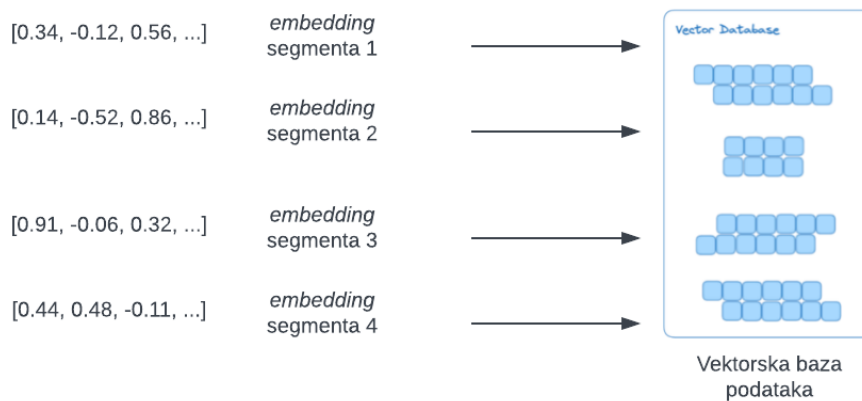 [0.34, -0.12, 0.56, ...]
embedding
segmenta 1
Vector Database
[0.14, -0.52, 0.86, ...]
embedding
segmenta 2
[0.91, -0.06, 0.32, ...]
embedding
segmenta 3
[0.44, 0.48, -0.11, ...]
embedding
segmenta 4
Vektorska baza
podataka